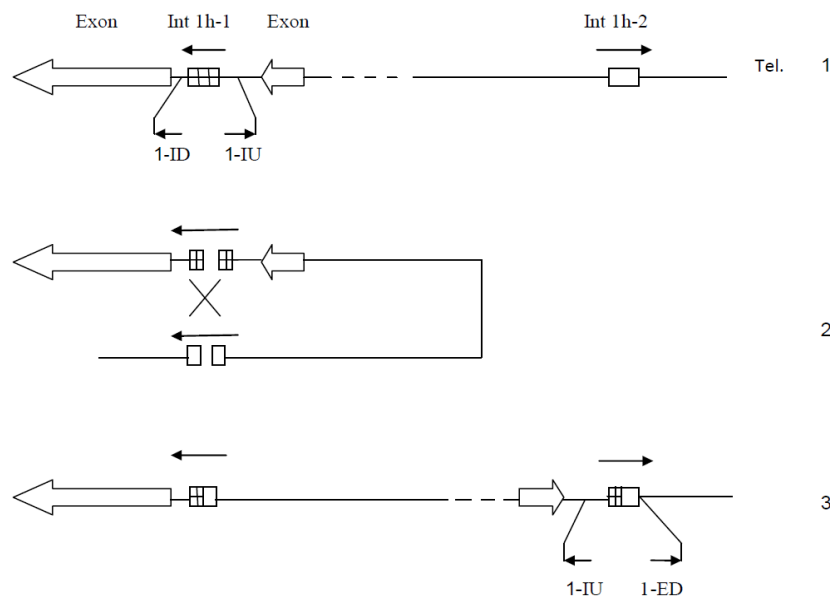 Exon Int 1h-1 Exon Int 1h-2
Tel. 1
1-ID 1-IU
2
3
1-IU 1-ED